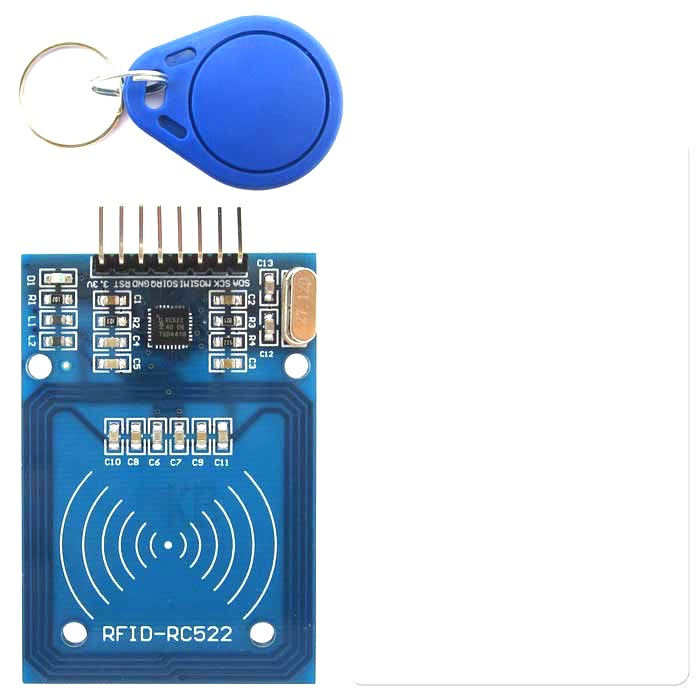 C13
SDA SCK MOSI MISO IRQ GND RST 3.3V
D1
R1
L1
L2
C1
R2
C4
C5
RC522
C2
R3
R4
C3
C12
C10 C8 C6 C7 C9 C11
RFID-RC522